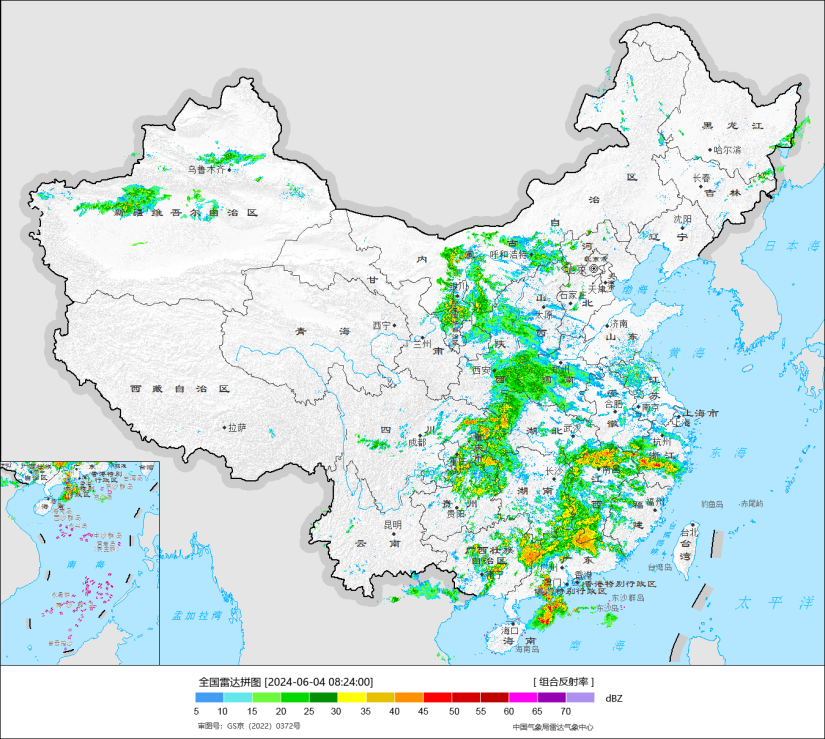 黑龙江
哈尔滨
长春
吉林
沈阳
辽宁
内
蒙
古
自
治
区
乌鲁木齐
新疆维吾尔自治区
日本海
呼和浩特
河
北
天津
渤海
石家庄
山
西
太原
济南
山东
黄海
甘
肃
青海
西宁
兰州
银川
陕
西安
河南
郑州
江
苏
安
徽
合肥
南京
上海市
上海
西藏自治区
拉萨
四川
成都
湖北
武汉
杭州
浙江
东海
长沙
湖南
南昌
江
西
贵州
贵阳
福州
福
建
钓鱼岛
赤尾屿
台北
台
湾
台湾岛
昆明
云南
广西壮族
自治区
广东
香港
香港特别行政区
澳门特别行政区
东沙群岛
东沙岛
海口
海南
海南岛
南海
太平洋
孟加拉湾
南海
全国雷达拼图 [2024-06-04 08:24:00]
[ 组合反射率 ]
5 10 15 20 25 30 35 40 45 50 55 60 65 70 dBZ
审图号：GS京（2022）0372号
中国气象局雷达气象中心